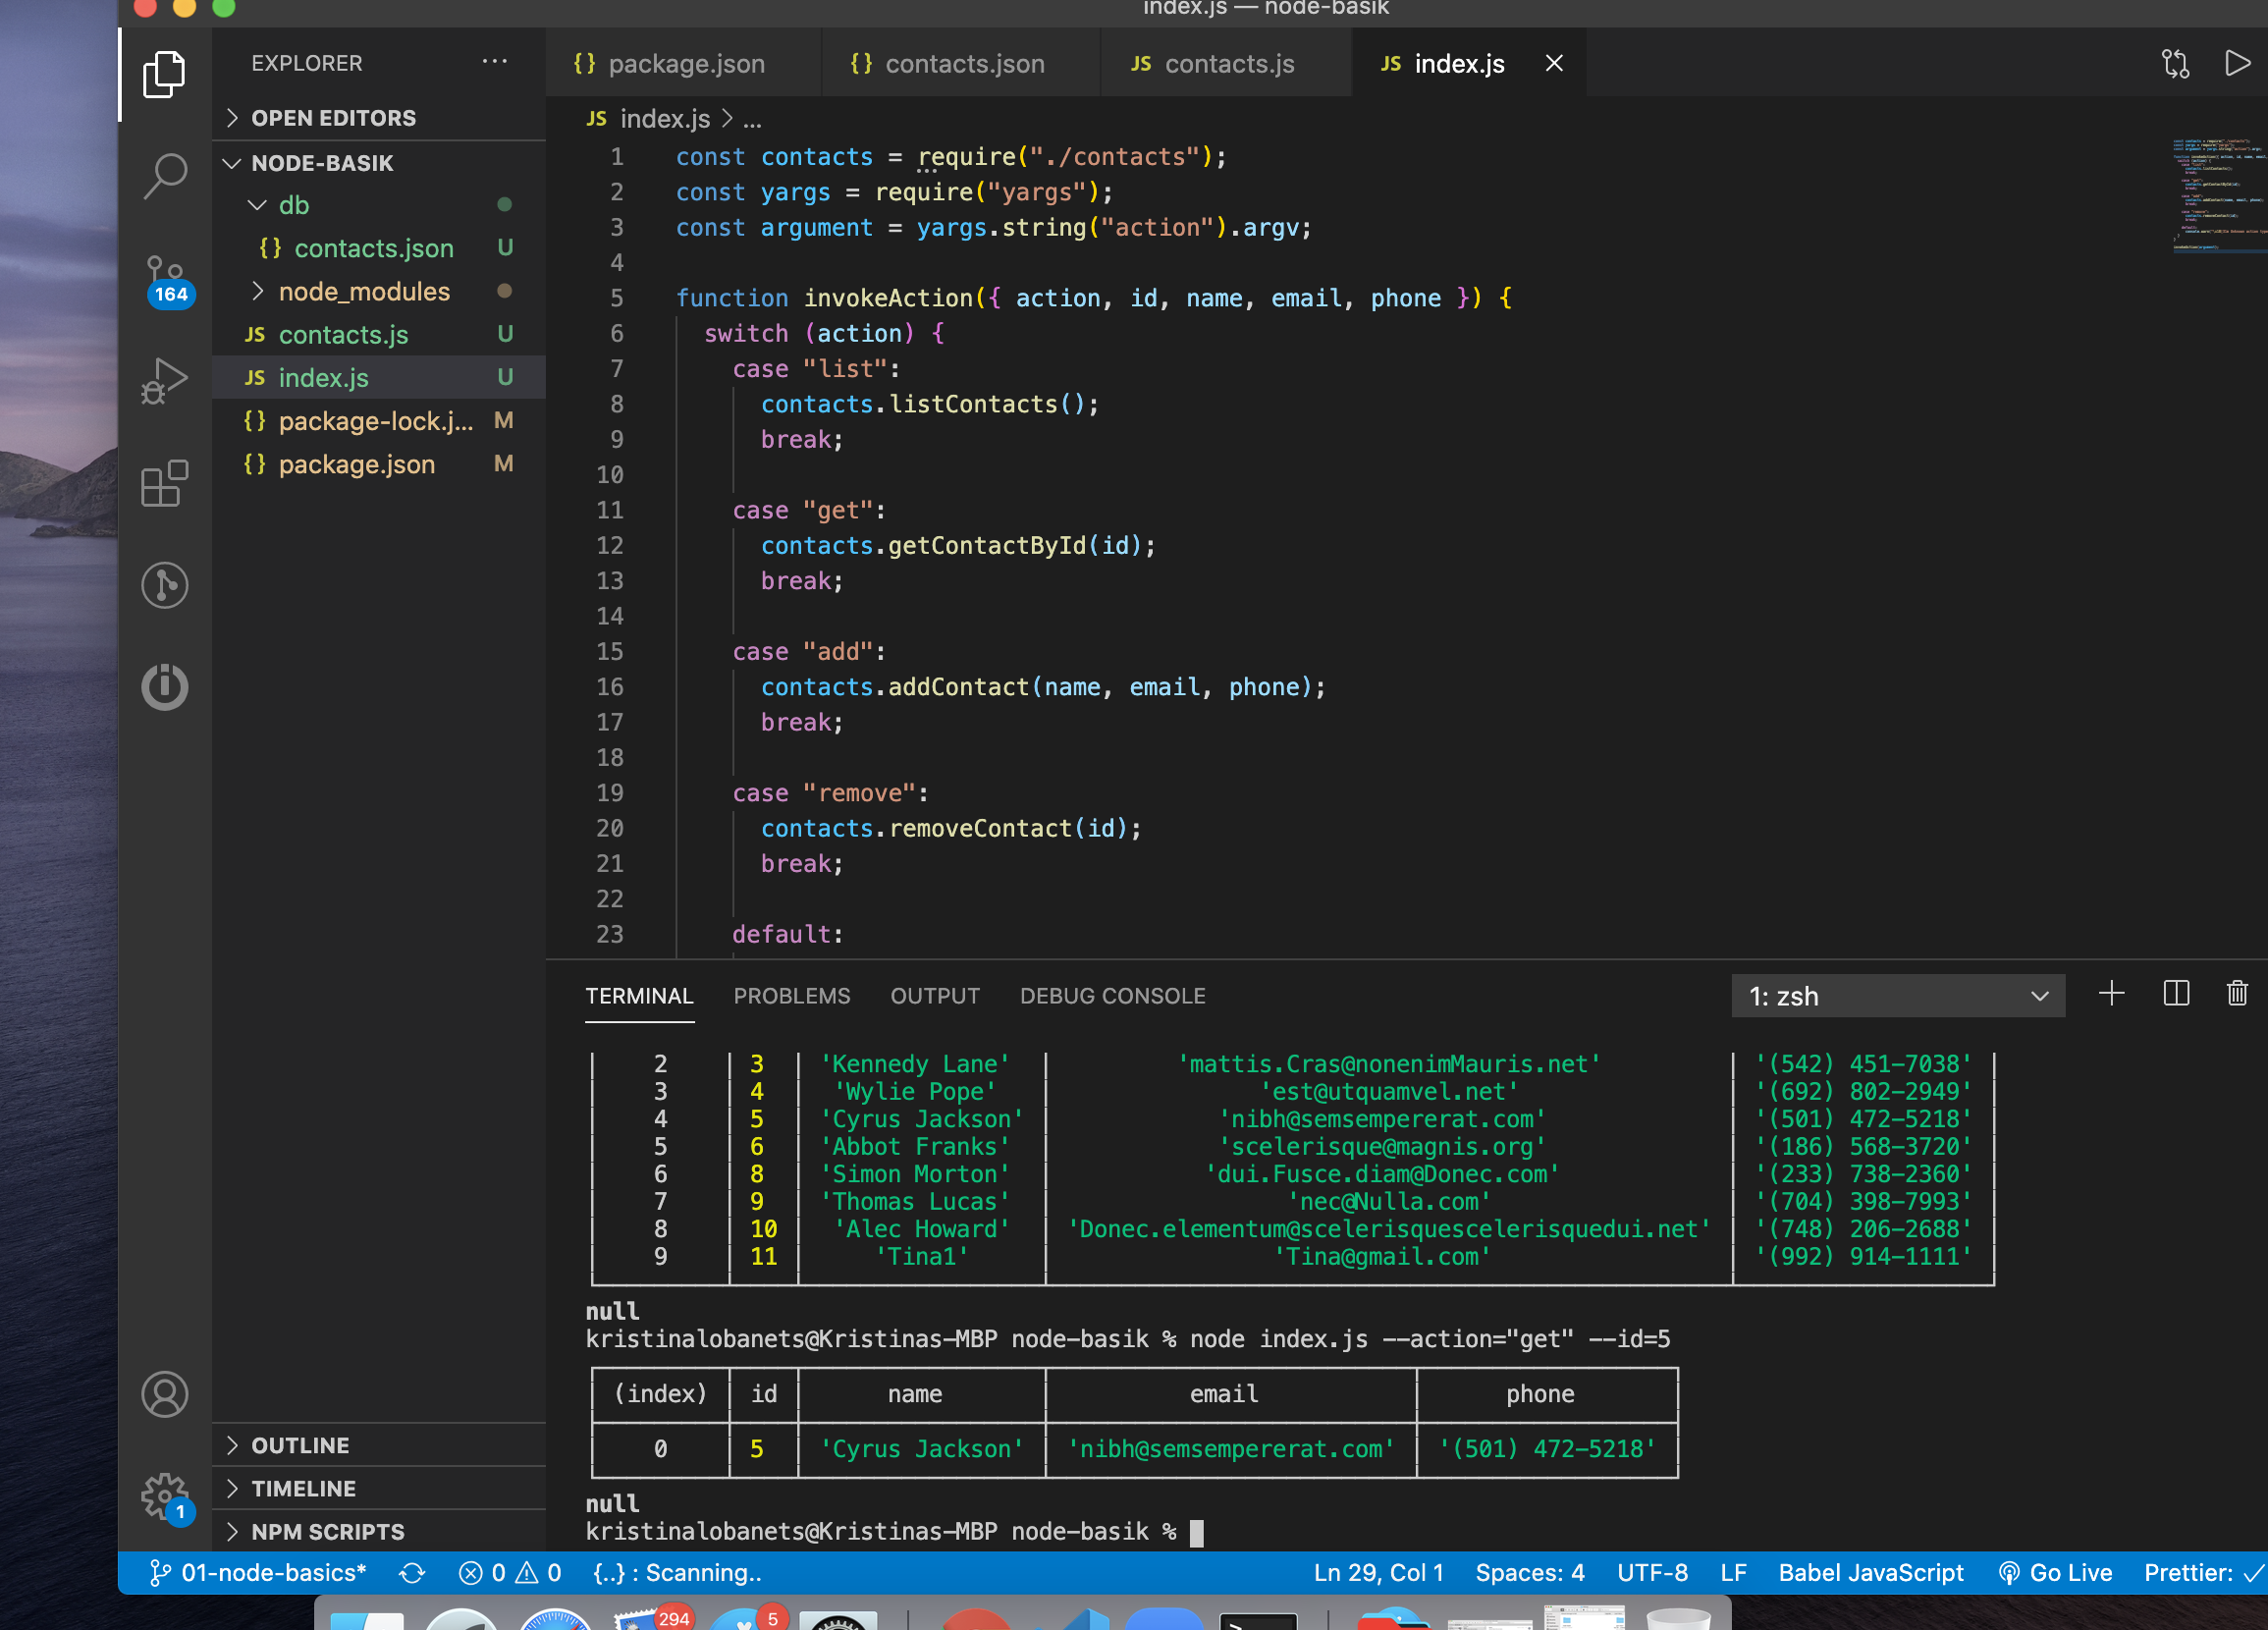 index.js — node-basik
EXPLORER
OPEN EDITORS
NODE-BASIK
db
{} contacts.json U
node_modules
JS contacts.js U
JS index.js U
{} package-lock.j... M
{} package.json M
OUTLINE
TIMELINE
NPM SCRIPTS
164
1
{} package.json {} contacts.json JS contacts.js JS index.js
JS index.js > ...
1 const contacts = require("./contacts");
2 const yargs = require("yargs");
3 const argument = yargs.string("action").argv;
4
5 function invokeAction({ action, id, name, email, phone }) {
6 switch (action) {
7 case "list":
8 contacts.listContacts();
9 break;
10
11 case "get":
12 contacts.getContactById(id);
13 break;
14
15 case "add":
16 contacts.addContact(name, email, phone);
17 break;
18
19 case "remove":
20 contacts.removeContact(id);
21 break;
22
23 default:
TERMINAL PROBLEMS OUTPUT DEBUG CONSOLE 1: zsh
2 3 'Kennedy Lane' 'mattis.Cras@nonenimMauris.net' '(542) 451-7038'
3 4 'Wylie Pope' 'est@utquamvel.net' '(692) 802-2949'
4 5 'Cyrus Jackson' 'nibh@semsempererat.com' '(501) 472-5218'
5 6 'Abbot Franks' 'scelerisque@magnis.org' '(186) 568-3720'
6 8 'Simon Morton' 'dui.Fusce.diam@Donec.com' '(233) 738-2360'
7 9 'Thomas Lucas' 'nec@Nulla.com' '(704) 398-7993'
8 10 'Alec Howard' 'Donec.elementum@scelerisquescelerisquedui.net' '(748) 206-2688'
9 11 'Tina1' 'Tina@gmail.com' '(992) 914-1111'
null
kristinalobanets@Kristinas-MBP node-basik % node index.js --action="get" --id=5
(index) id name email phone
0 5 'Cyrus Jackson' 'nibh@semsempererat.com' '(501) 472-5218'
null
kristinalobanets@Kristinas-MBP node-basik %
01-node-basics* 0 0 {..} : Scanning.. Ln 29, Col 1 Spaces: 4 UTF-8 LF Babel JavaScript Go Live Prettier: ✓
294
5